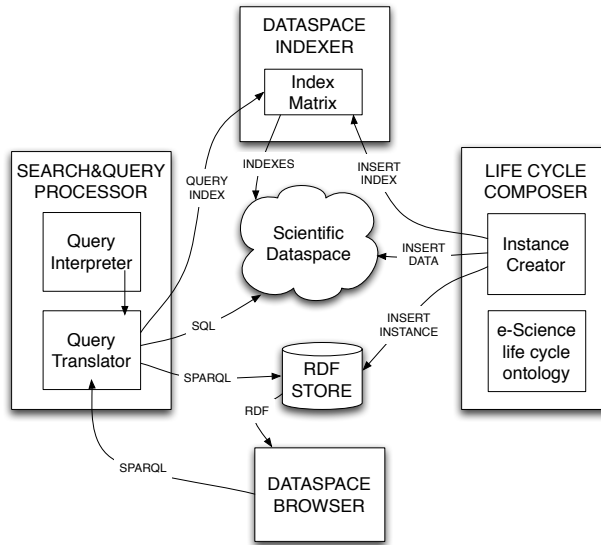 DATASPACE
INDEXER
Index
Matrix
SEARCH&QUERY
PROCESSOR
Query
Interpreter
Query
Translator
QUERY
INDEX
INDEXES
INSERT
INDEX
Scientific
Dataspace
INSERT
DATA
LIFE CYCLE
COMPOSER
Instance
Creator
e-Science
life cycle
ontology
SQL
INSERT
INSTANCE
SPARQL
RDF
STORE
RDF
SPARQL
DATASPACE
BROWSER